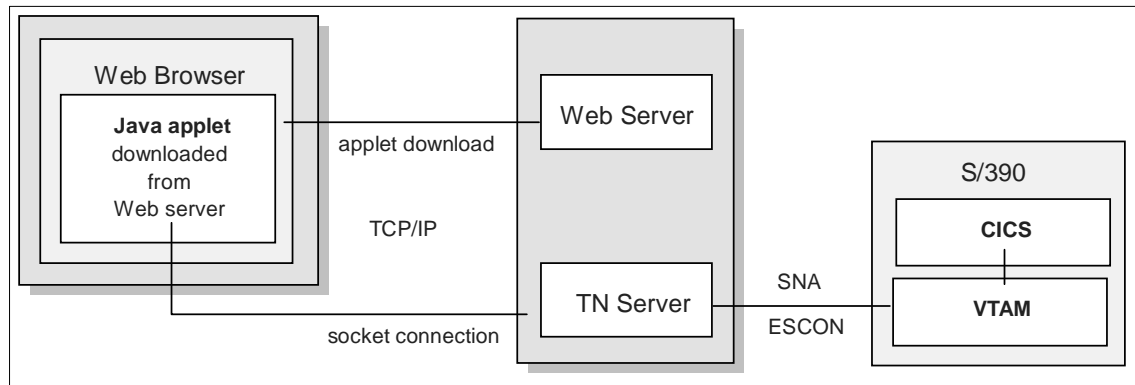 Web Browser
Java applet
downloaded
from
Web server
applet download
TCP/IP
socket connection
Web Server
TN Server
SNA
ESCON
S/390
CICS
VTAM